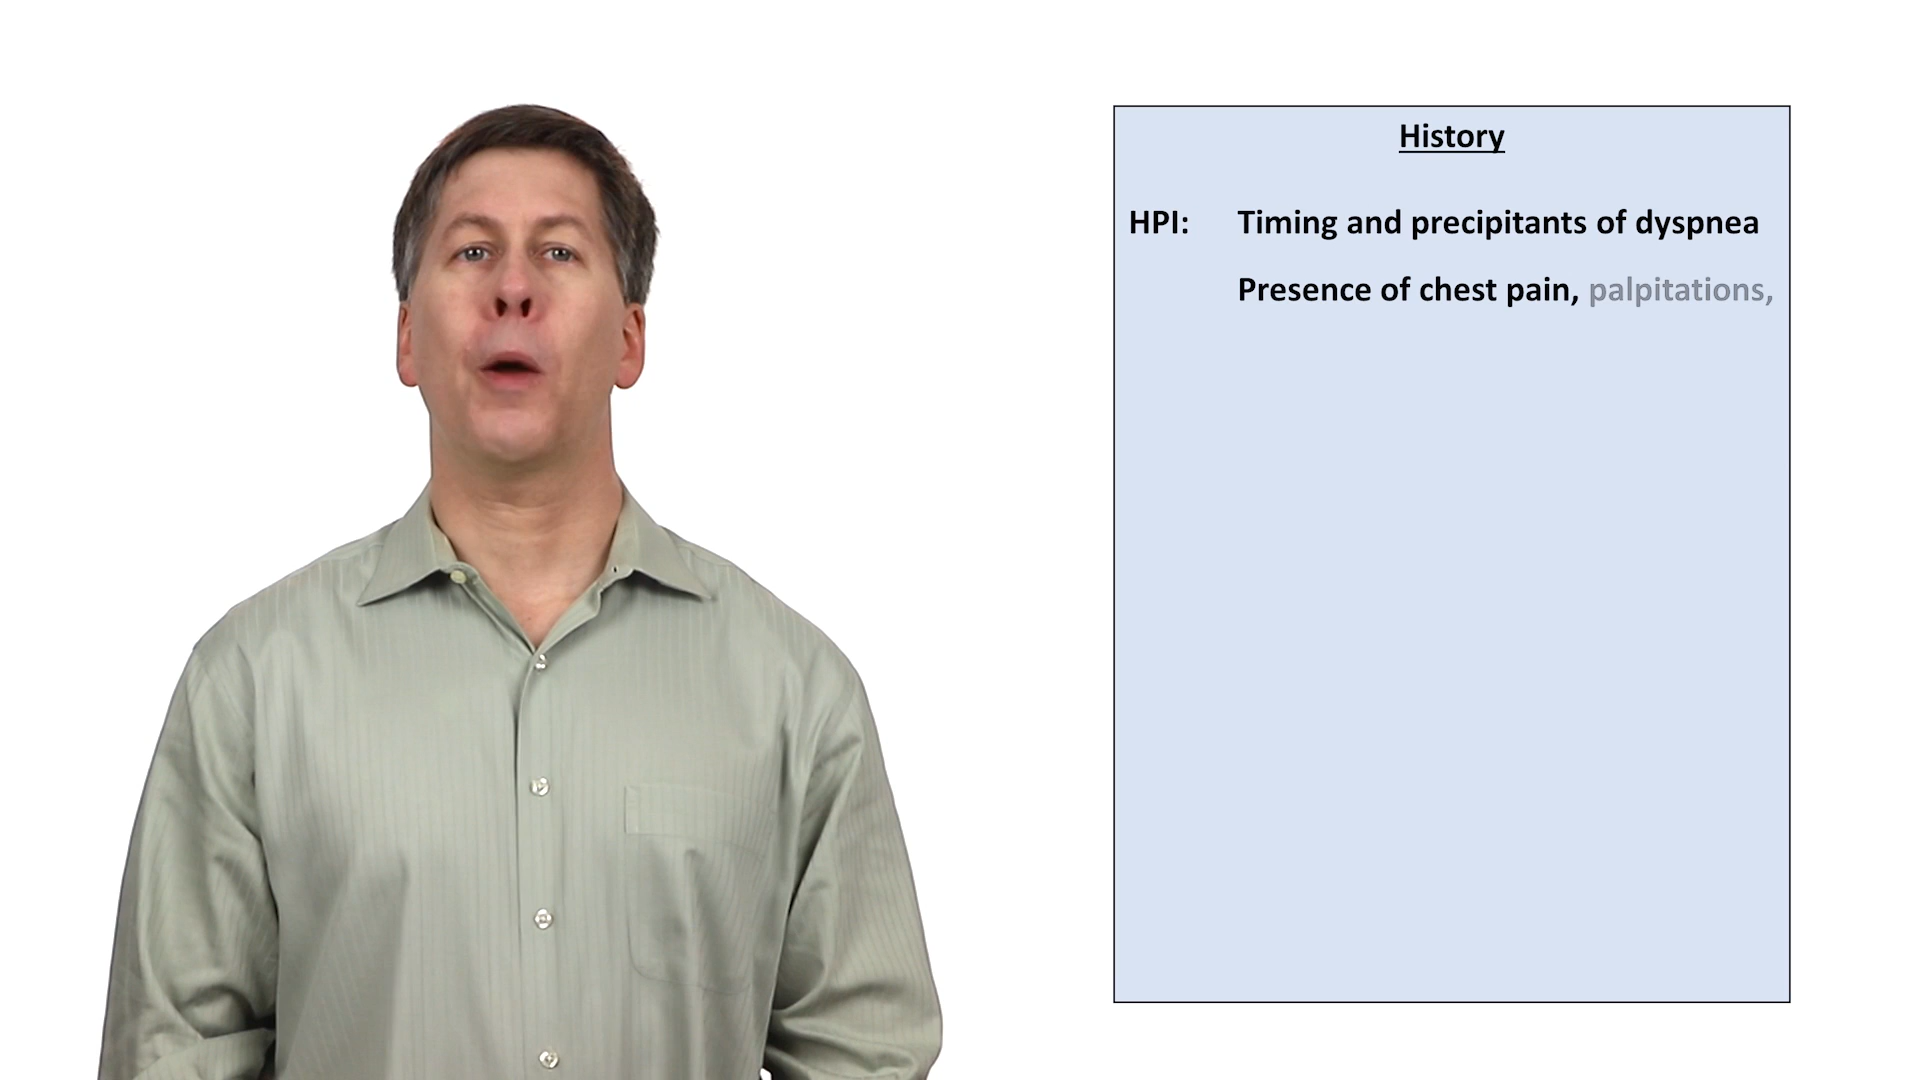 History
HPI: Timing and precipitants of dyspnea
Presence of chest pain, palpitations,